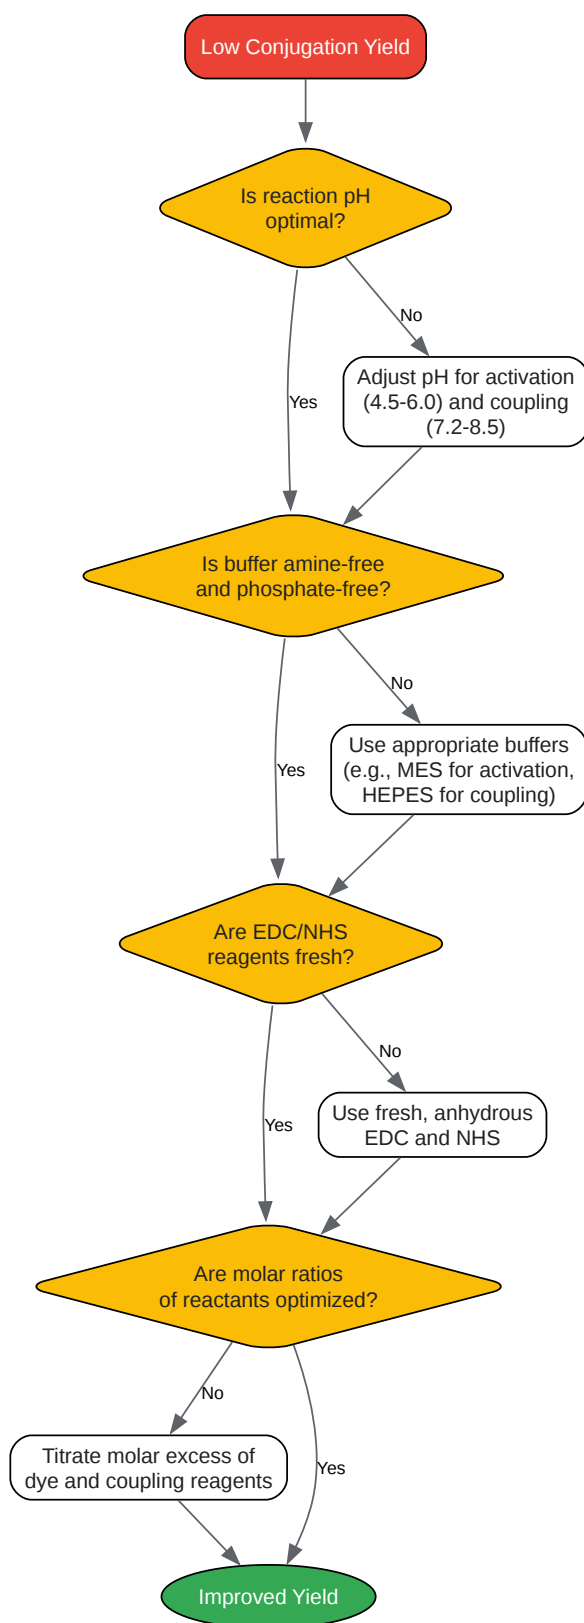 Low Conjugation Yield
Is reaction pH
optimal?
No
Adjust pH for activation
(4.5-6.0) and coupling
(7.2-8.5)
Yes
Is buffer amine-free
and phosphate-free?
No
Use appropriate buffers
(e.g., MES for activation,
HEPES for coupling)
Yes
Are EDC/NHS
reagents fresh?
No
Use fresh, anhydrous
EDC and NHS
Yes
Are molar ratios
of reactants optimized?
No
Titrate molar excess of
dye and coupling reagents
Yes
Improved Yield